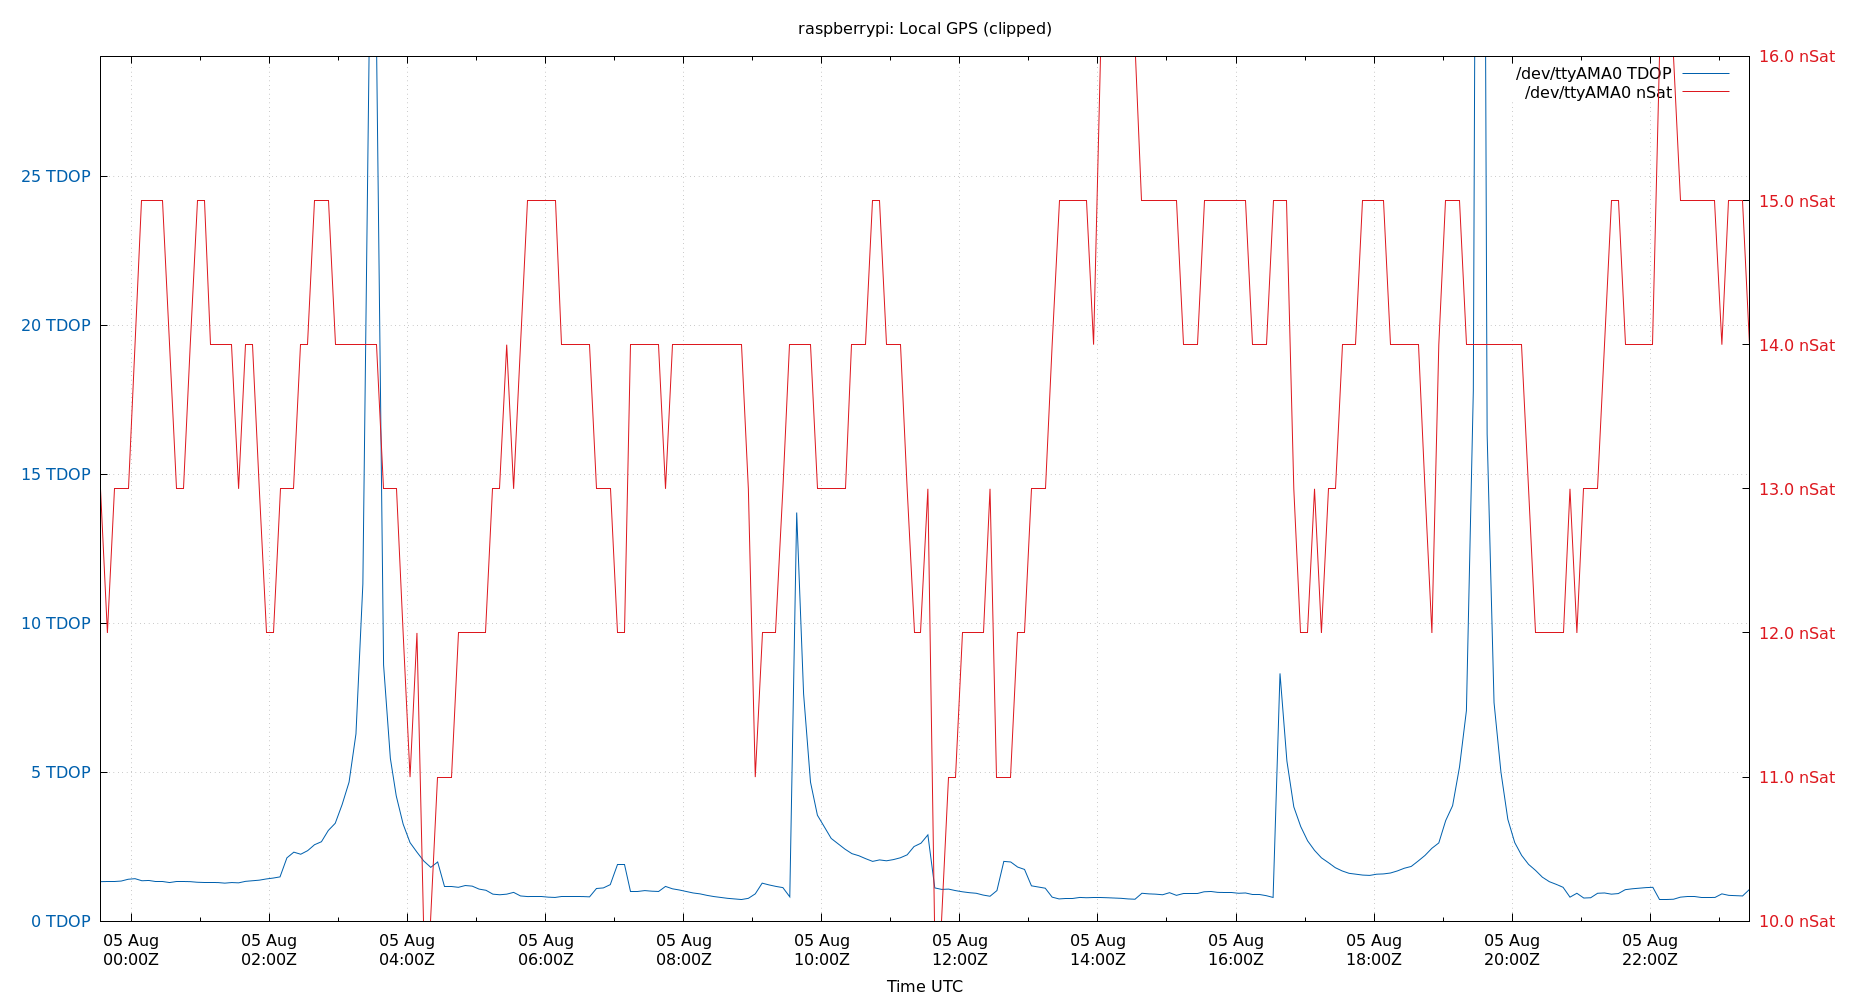 raspberrypi: Local GPS (clipped)
16.0 nSat
/dev/ttyAMA0 TDOP
/dev/ttyAMA0 nSat
25 TDOP
15.0 nSat
20 TDOP
14.0 nSat
15 TDOP
13.0 nSat
10 TDOP
12.0 nSat
5 TDOP
11.0 nSat
0 TDOP
10.0 nSat
05 Aug
00:00Z
05 Aug
02:00Z
05 Aug
04:00Z
05 Aug
06:00Z
05 Aug
08:00Z
05 Aug
10:00Z
05 Aug
12:00Z
05 Aug
14:00Z
05 Aug
16:00Z
05 Aug
18:00Z
05 Aug
20:00Z
05 Aug
22:00Z
Time UTC